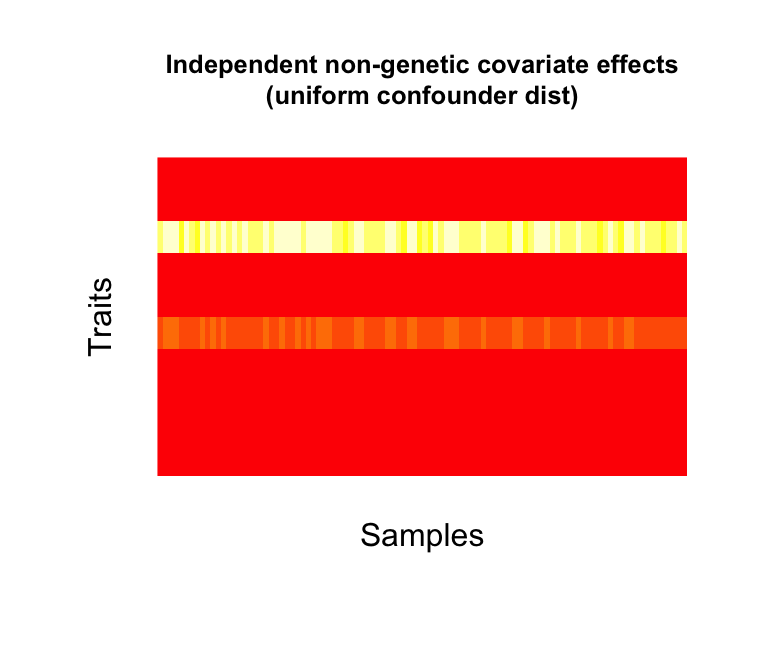 Independent non-genetic covariate effects
(uniform confounder dist)
Traits
Samples